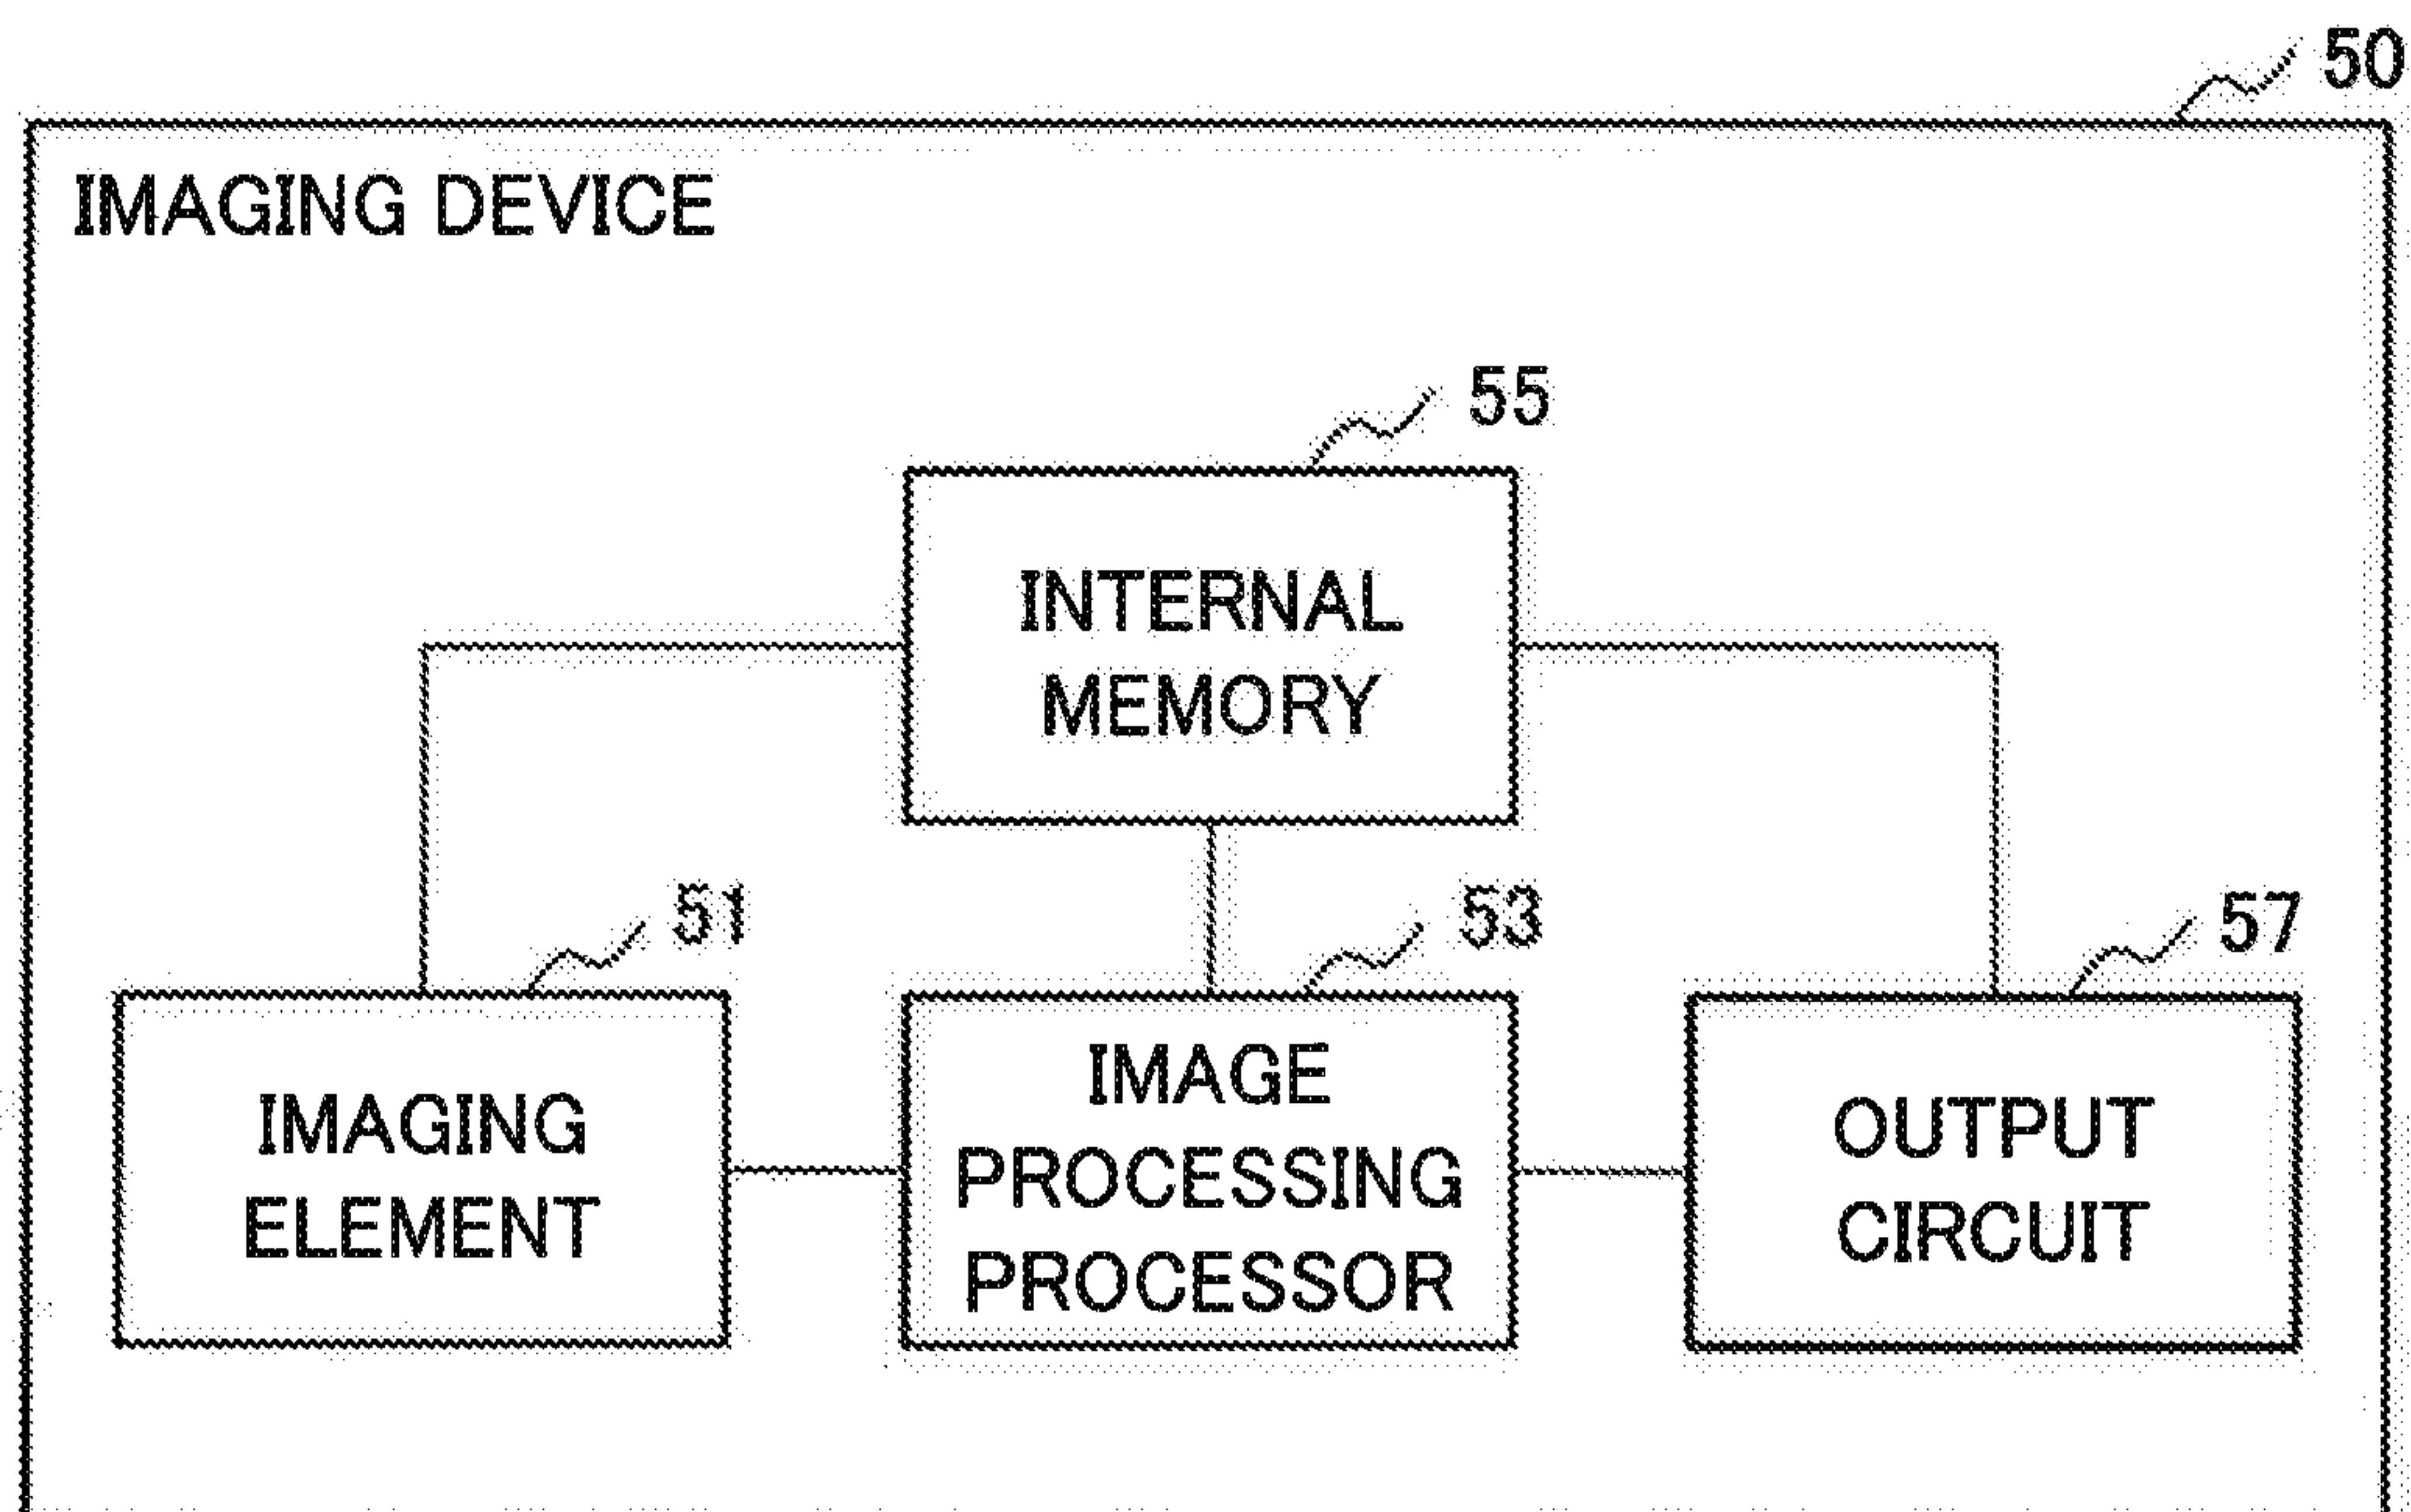 50
IMAGING DEVICE
55
INTERNAL
MEMORY
51
53
57
IMAGING
ELEMENT
IMAGE
PROCESSING
PROCESSOR
OUTPUT
CIRCUIT